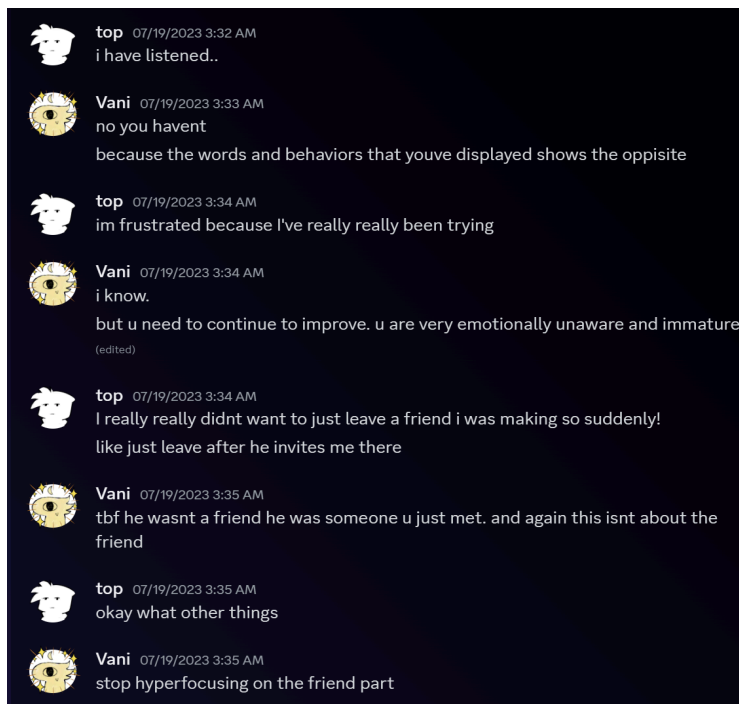 top 07/19/2023 3:32 AM
i have listened..
Vani 07/19/2023 3:33 AM
no you havent
because the words and behaviors that youve displayed shows the oppisite
top 07/19/2023 3:34 AM
im frustrated because I've really really been trying
Vani 07/19/2023 3:34 AM
i know.
but u need to continue to improve. u are very emotionally unaware and immature
(edited)
top 07/19/2023 3:34 AM
I really really didnt want to just leave a friend i was making so suddenly!
like just leave after he invites me there
Vani 07/19/2023 3:35 AM
tbf he wasnt a friend he was someone u just met. and again this isnt about the
friend
top 07/19/2023 3:35 AM
okay what other things
Vani 07/19/2023 3:35 AM
stop hyperfocusing on the friend part